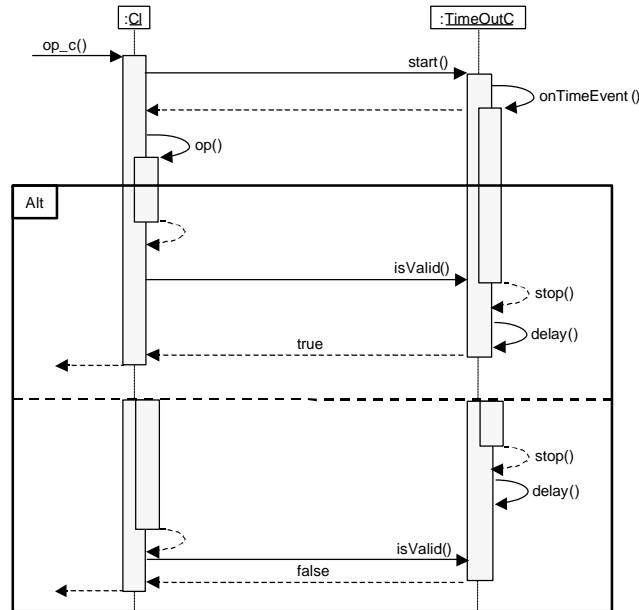 :Cl
:TimeOutC
op_c()
start()
onTimeEvent()
op()
Alt
isValid()
stop()
delay()
true
stop()
delay()
isValid()
false